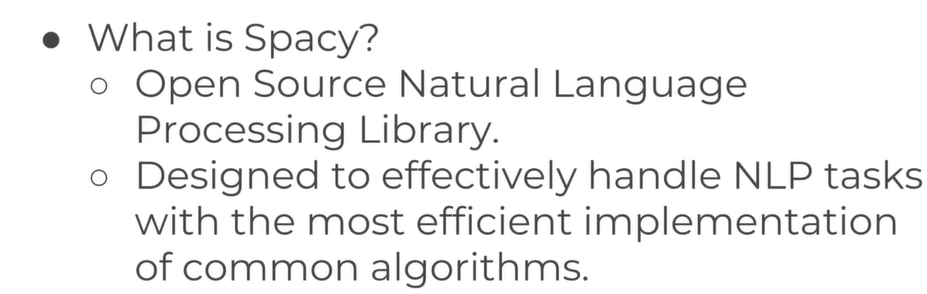 ● What is Spacy?
○ Open Source Natural Language
Processing Library.
○ Designed to effectively handle NLP tasks
with the most efficient implementation
of common algorithms.